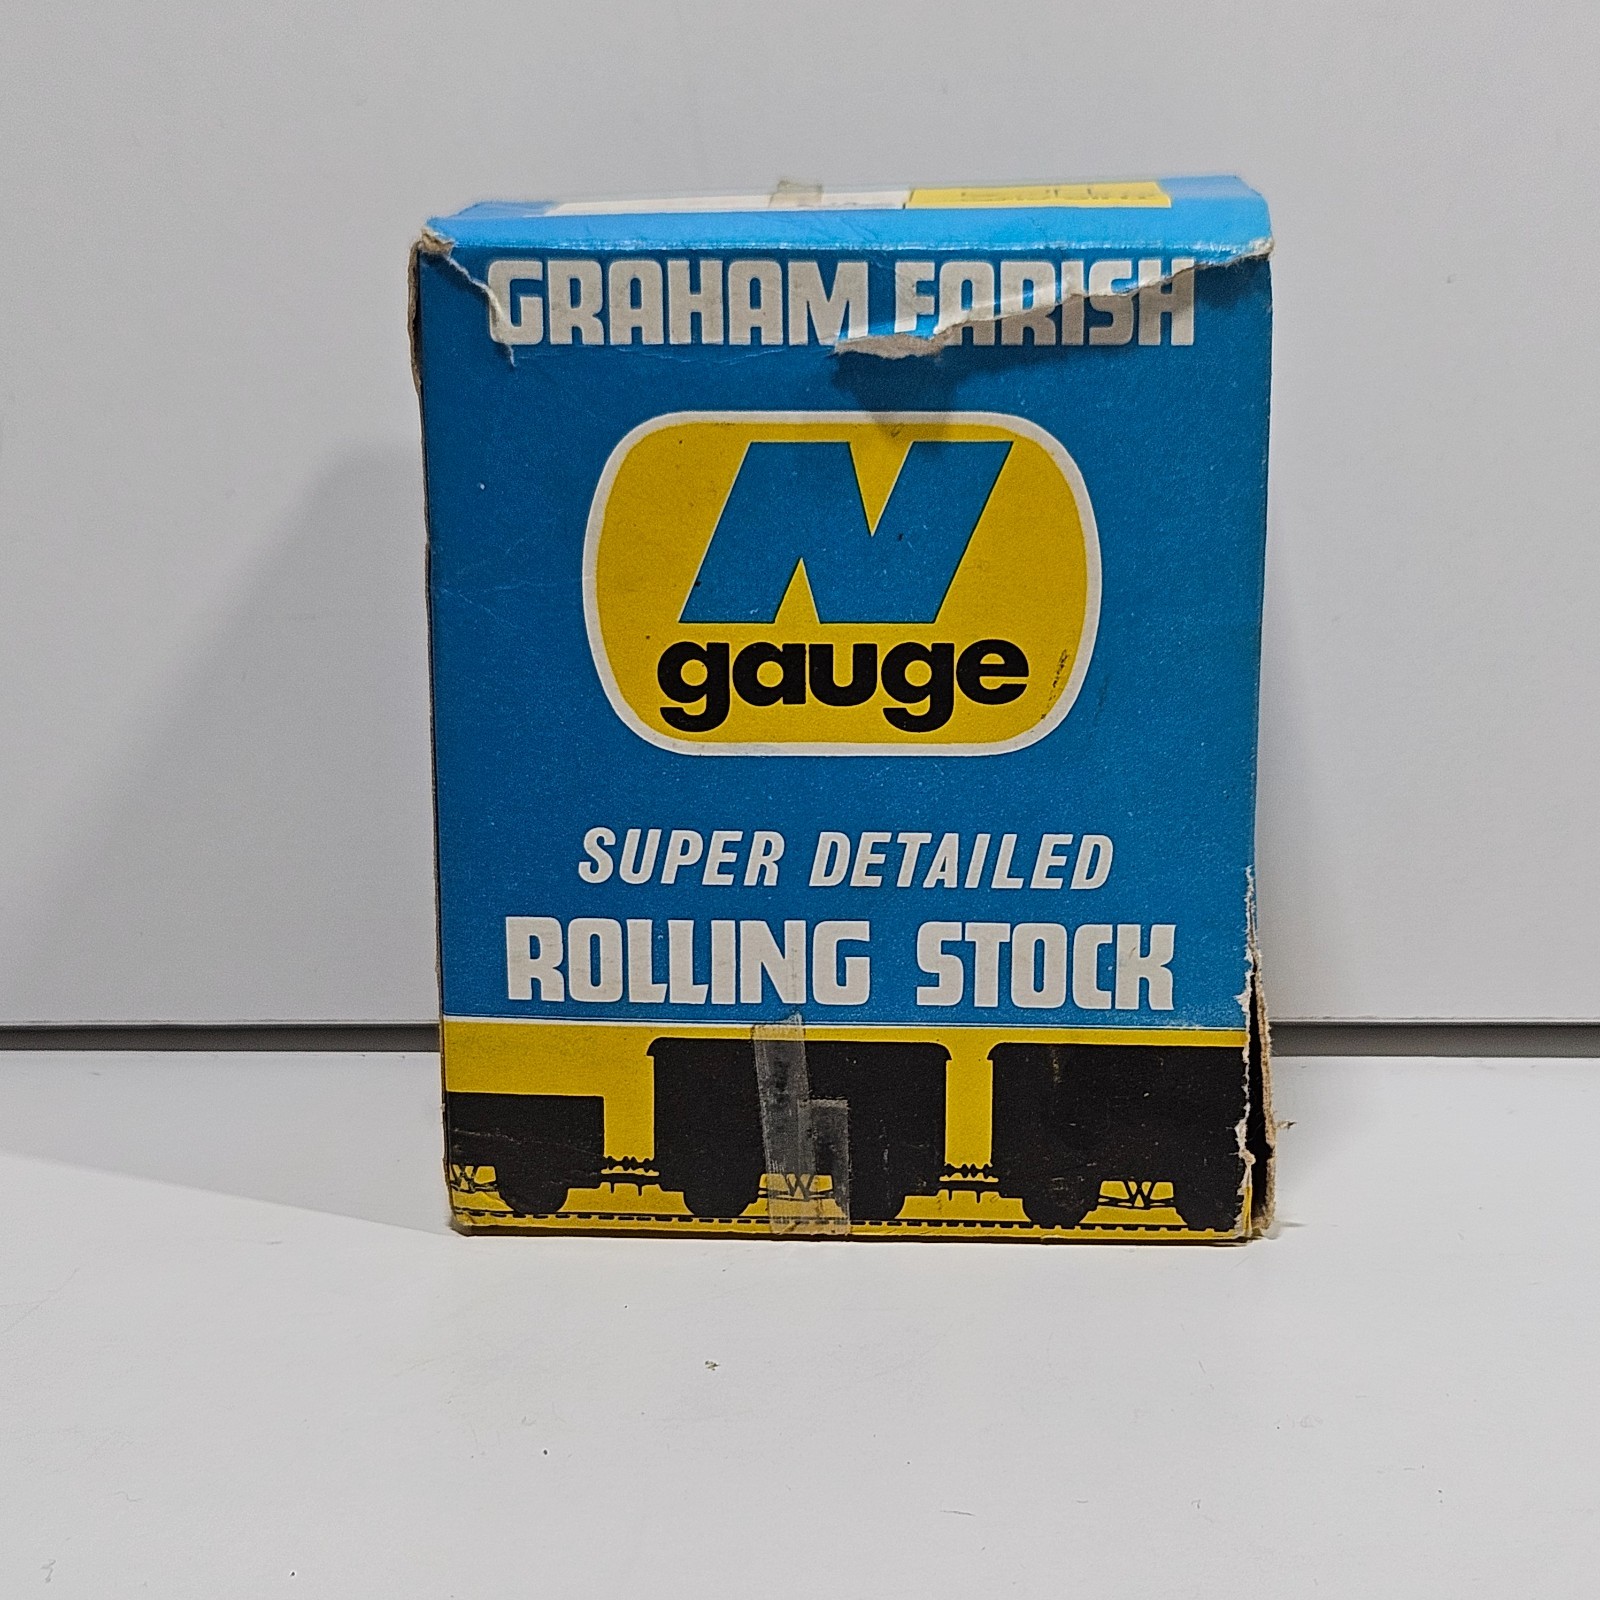 GRAHAM FARISH
N
gauge
SUPER DETAILED
ROLLING STOCK